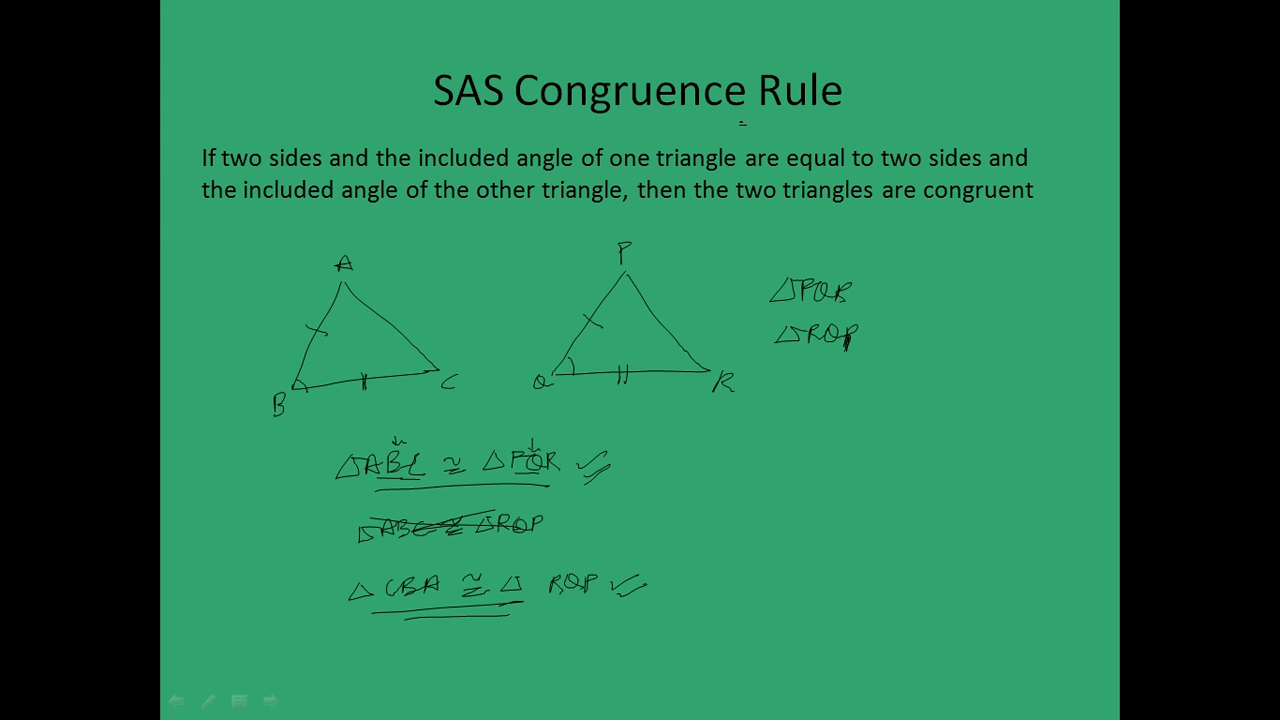 SAS Congruence Rule
If two sides and the included angle of one triangle are equal to two sides and
the included angle of the other triangle, then the two triangles are congruent
A
P
B
C
Q
R
△PQR
△RQP
△ABC ≅ △PQR
△ABC ≅ △RQP
△ CBA ≅ △ RQP